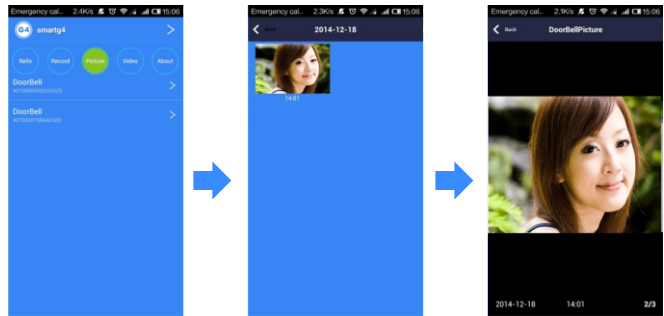 Emergency cal.. 2.4K/s 15:06
G4 smartg4
Bells Record Picture Video About
DoorBell
DoorBell
Emergency cal.. 2.3K/s 15:06
Back 2014-12-18
14:01
Emergency cal.. 2.1K/s 15:06
Back DoorBellPicture
2014-12-18 14:01 2/3